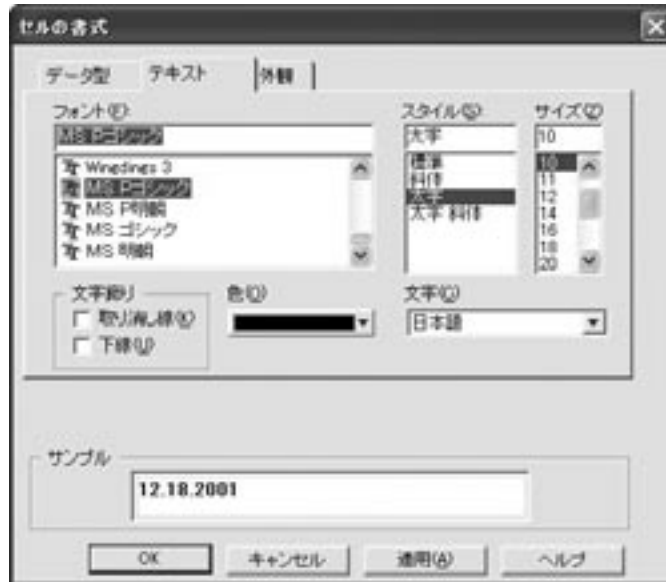 セルの書式
データ型 テキスト 外観
フォント(F): スタイル(S): サイズ(Z)
MS Pゴシック 太字 10
Wingdings 3 標準 10
MS Pゴシック 斜体 11
MS P明朝 太字 12
MS ゴシック 太字 斜体 14
MS 明朝 16
18
20
文字飾り 色(O) 文字(C)
取り消し線(K) 日本語
下線(U)
サンプル
12.18.2001
OK キャンセル 適用(A) ヘルプ